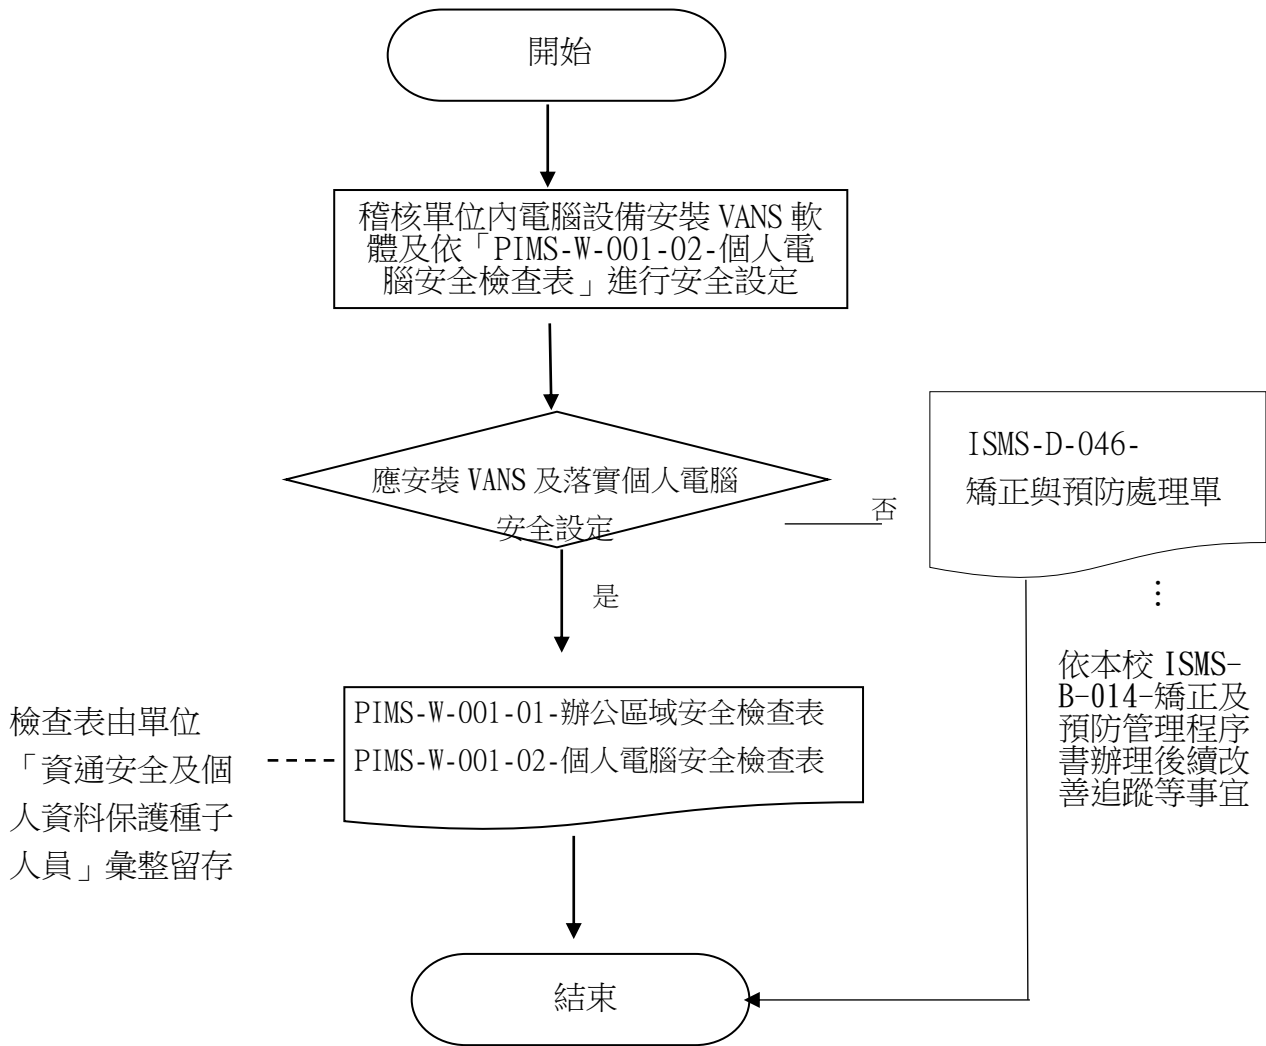 開始
稽核單位內電腦設備安裝 VANS 軟
體及依「PIMS-W-001-02-個人電
腦安全檢查表」進行安全設定
應安裝 VANS 及落實個人電腦
安全設定
否
ISMS-D-046-
矯正與預防處理單
是
⋮
依本校 ISMS-
B-014-矯正及
預防管理程序
書辦理後續改
善追蹤等事宜
PIMS-W-001-01-辦公區域安全檢查表
PIMS-W-001-02-個人電腦安全檢查表
檢查表由單位
「資通安全及個
人資料保護種子
人員」彙整留存
結束